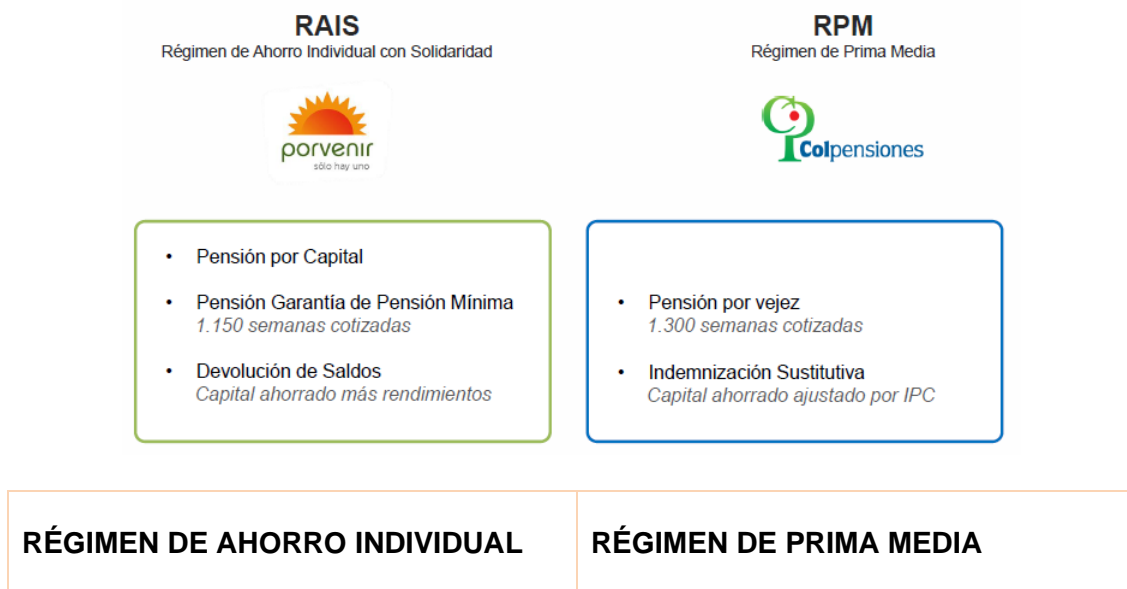 RAIS
Régimen de Ahorro Individual con Solidaridad
porvenir
sólo hay uno
• Pensión por Capital
• Pensión Garantía de Pensión Mínima
1.150 semanas cotizadas
• Devolución de Saldos
Capital ahorrado más rendimientos
RPM
Régimen de Prima Media
Colpensiones
• Pensión por vejez
1.300 semanas cotizadas
• Indemnización Sustitutiva
Capital ahorrado ajustado por IPC
RÉGIMEN DE AHORRO INDIVIDUAL
RÉGIMEN DE PRIMA MEDIA